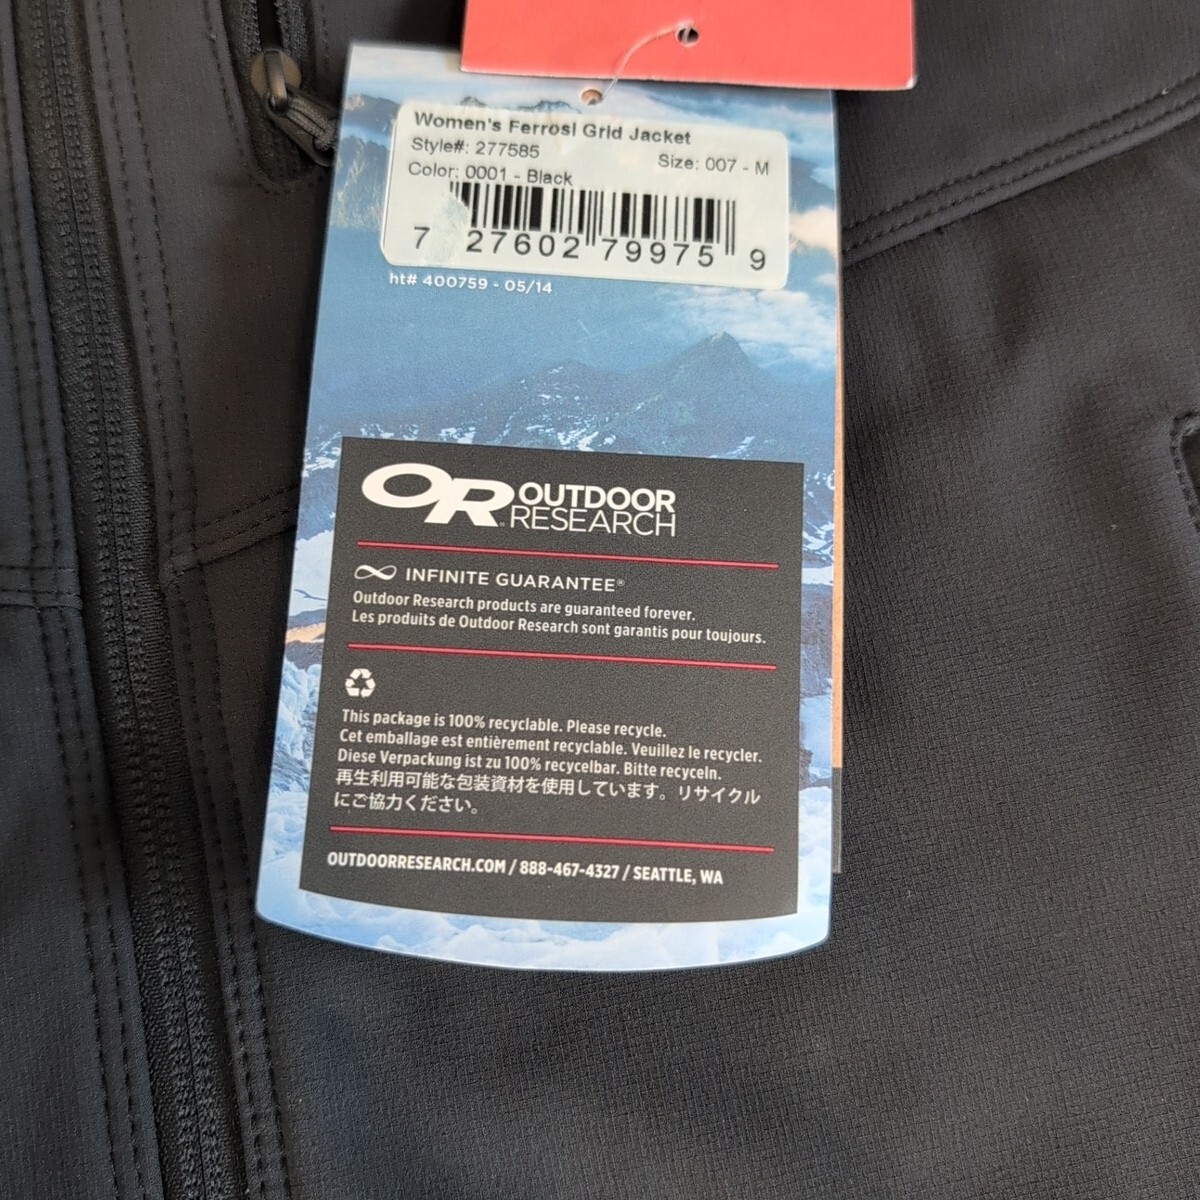 Women's Ferrosi Grid Jacket
Style#: 277585
Size: 007 - M
Color: 0001 - Black
7 27602 79975 9
ht# 400759 - 05/14
OR OUTDOOR
RESEARCH
INFINITE GUARANTEE®
Outdoor Research products are guaranteed forever.
Les produits de Outdoor Research sont garantis pour toujours.
This package is 100% recyclable. Please recycle.
Cet emballage est entièrement recyclable. Veuillez le recycler.
Diese Verpackung ist zu 100% recycelbar. Bitte recyceln.
再生利用可能な包装資材を使用しています。リサイクル
にご協力ください。
OUTDOORRESEARCH.COM / 888-467-4327 / SEATTLE, WA